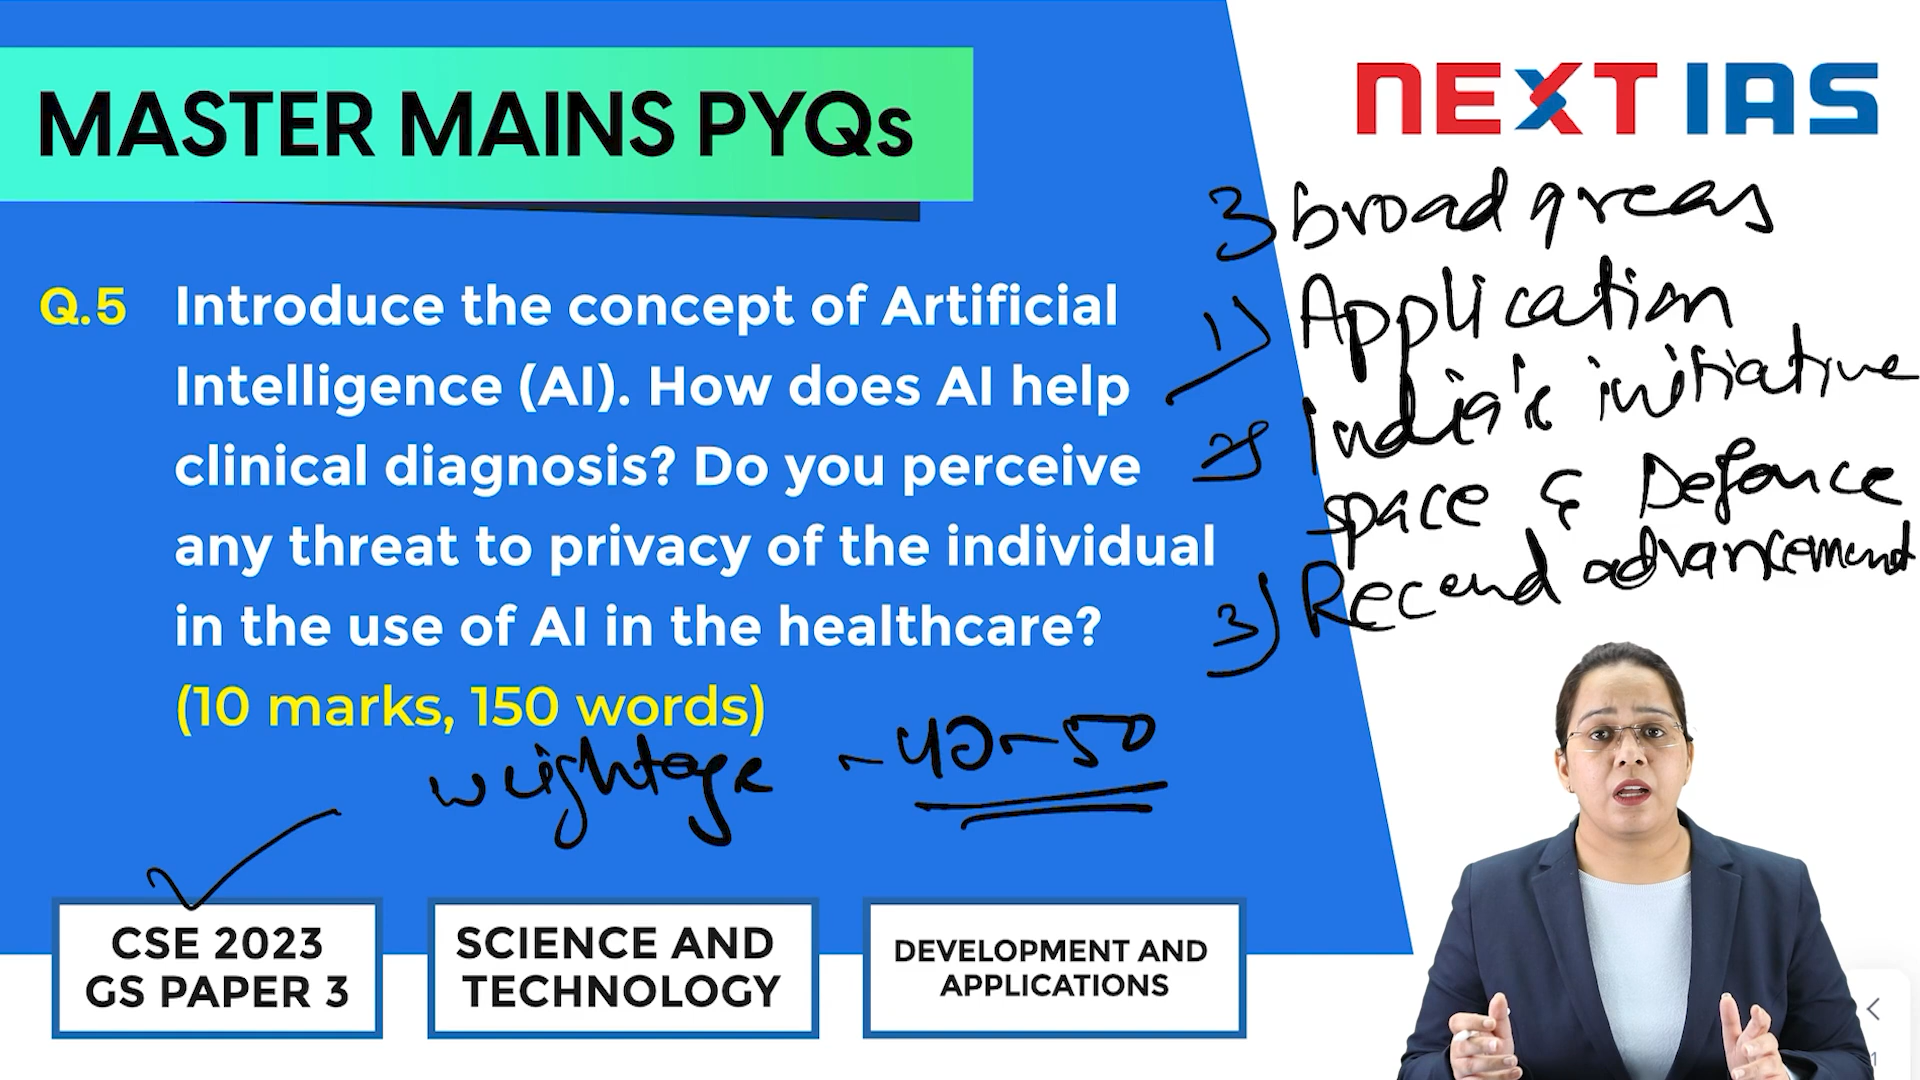 MASTER MAINS PYQs
NEXT IAS
Q.5 Introduce the concept of Artificial
Intelligence (AI). How does AI help
clinical diagnosis? Do you perceive
any threat to privacy of the individual
in the use of AI in the healthcare?
(10 marks, 150 words)
weightage ~40~50
3 broad areas
1) Application
2) India's initiative
space & Defence
3) Recend advancement
CSE 2023
GS PAPER 3
SCIENCE AND
TECHNOLOGY
DEVELOPMENT AND
APPLICATIONS
1